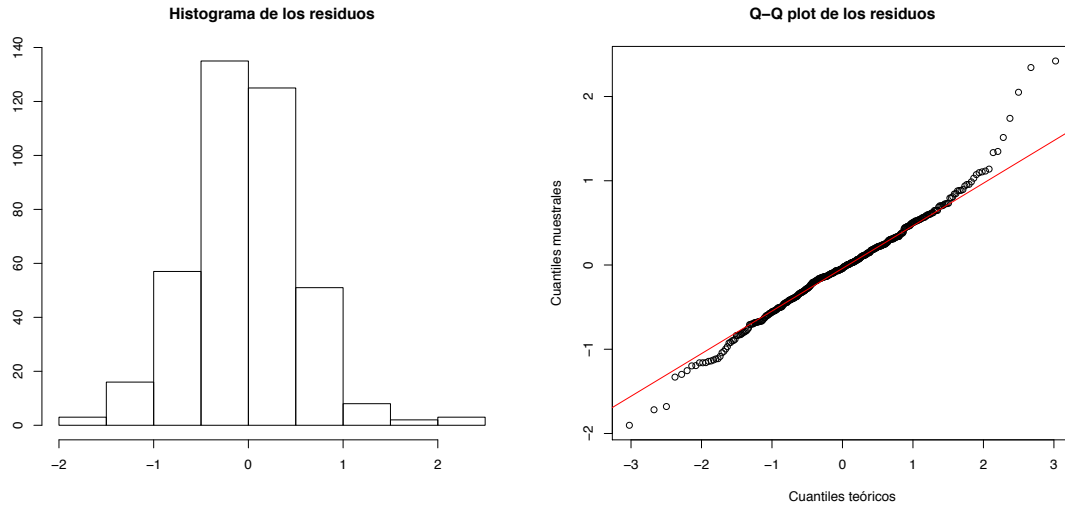 Histograma de los residuos
140
120
100
80
60
40
20
0
−2 −1 0 1 2
Q−Q plot de los residuos
Cuantiles muestrales
2
1
0
−1
−2
−3 −2 −1 0 1 2 3
Cuantiles teóricos